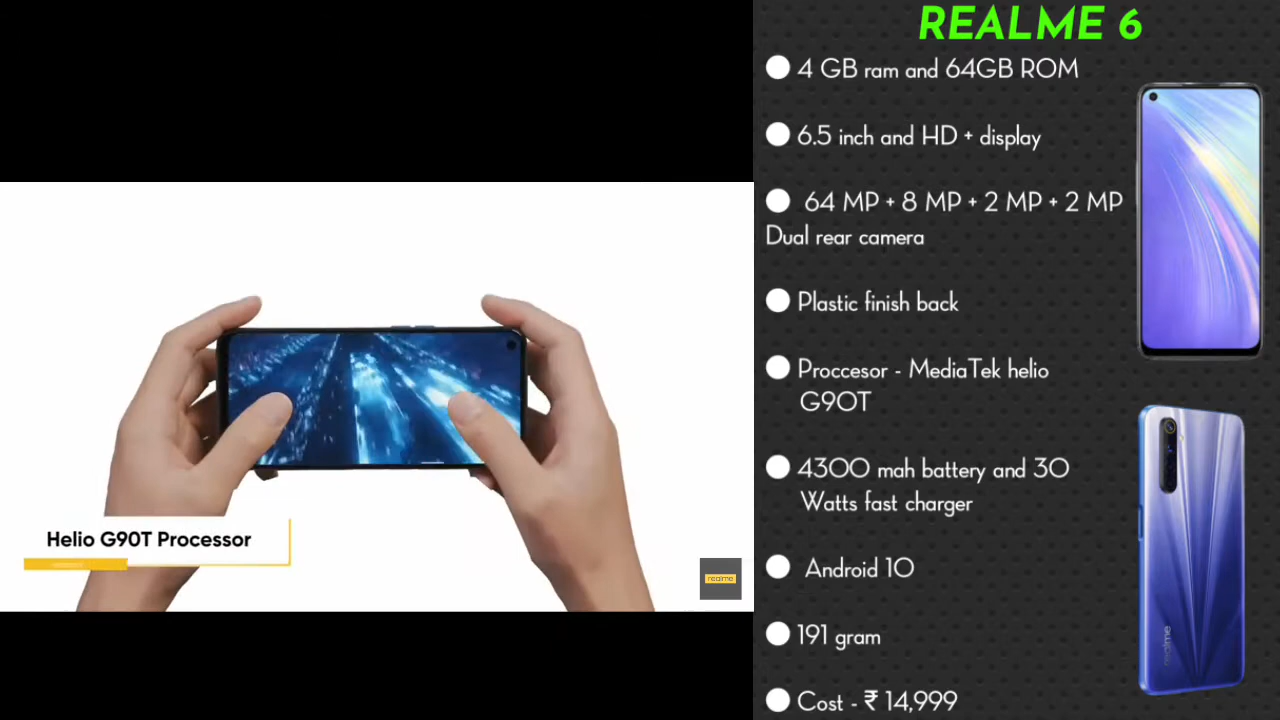 REALME 6
4 GB ram and 64GB ROM
6.5 inch and HD + display
64 MP + 8 MP + 2 MP + 2 MP
Dual rear camera
Plastic finish back
Proccesor - MediaTek helio
G90T
4300 mah battery and 30
Watts fast charger
Android 10
191 gram
Cost - ₹ 14,999
Helio G90T Processor
realme
realme